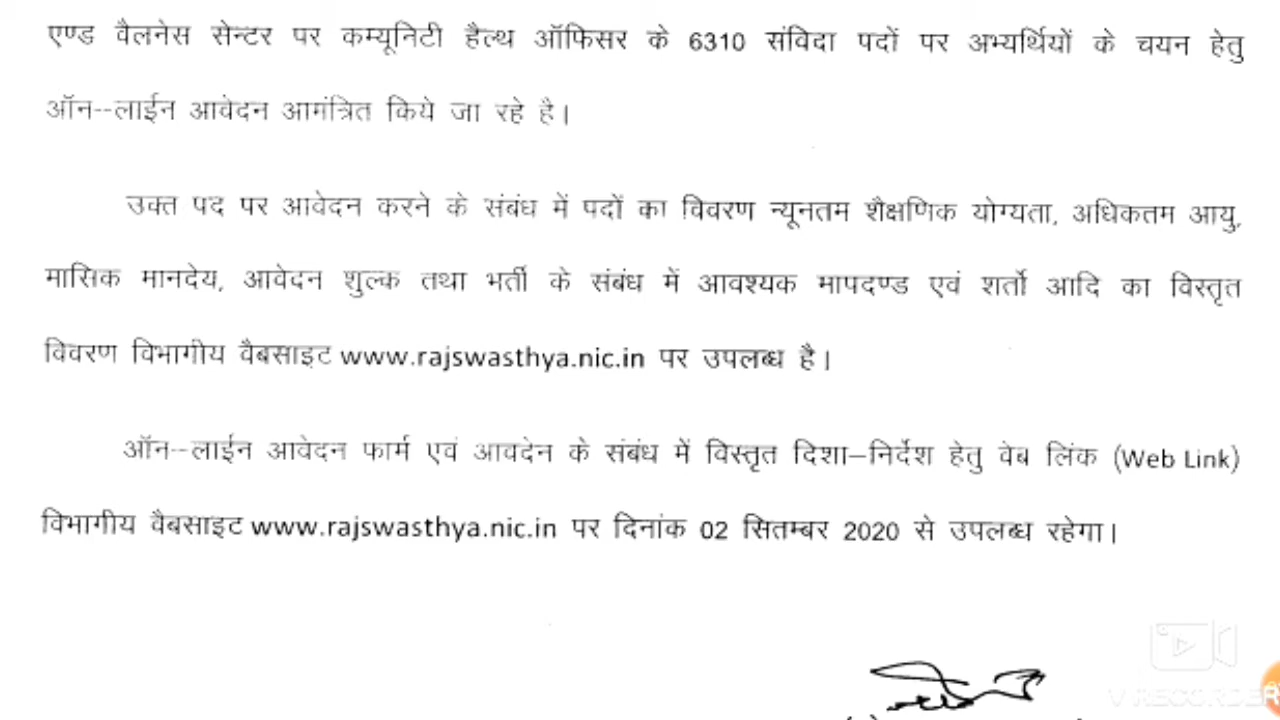 एण्ड वैलनेस सेन्टर पर कम्यूनिटी हैल्थ ऑफिसर के 6310 संविदा पदों पर अभ्यर्थियों के चयन हेतु
ऑन--लाईन आवेदन आमंत्रित किये जा रहे है।
उक्त पद पर आवेदन करने के संबंध में पदों का विवरण न्यूनतम शैक्षणिक योग्यता, अधिकतम आयु,
मासिक मानदेय, आवेदन शुल्क तथा भर्ती के संबंध में आवश्यक मापदण्ड एवं शर्तो आदि का विस्तृत
विवरण विभागीय वैबसाइट www.rajswasthya.nic.in पर उपलब्ध है।
ऑन--लाईन आवेदन फार्म एवं आवदेन के संबंध में विस्तृत दिशा–निर्देश हेतु वेब लिंक (Web Link)
विभागीय वैबसाइट www.rajswasthya.nic.in पर दिनांक 02 सितम्बर 2020 से उपलब्ध रहेगा।
V RECORDER